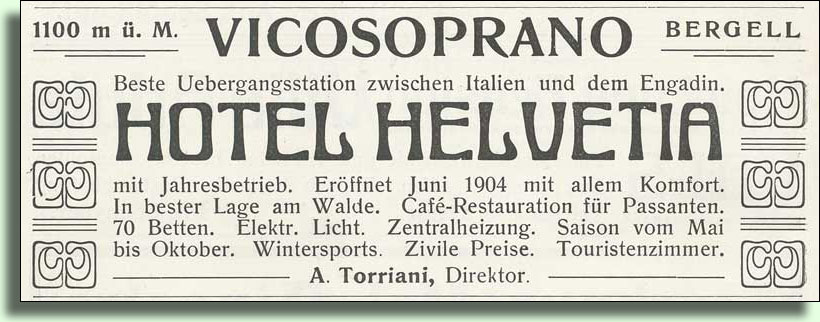 1100 m ü. M. VICOSOPRANO BERGELL
Beste Uebergangsstation zwischen Italien und dem Engadin.
HOTEL HELVETIA
mit Jahresbetrieb. Eröffnet Juni 1904 mit allem Komfort.
In bester Lage am Walde. Café-Restauration für Passanten.
70 Betten. Elektr. Licht. Zentralheizung. Saison vom Mai
bis Oktober. Wintersports. Zivile Preise. Touristenzimmer.
A. Torriani, Direktor.